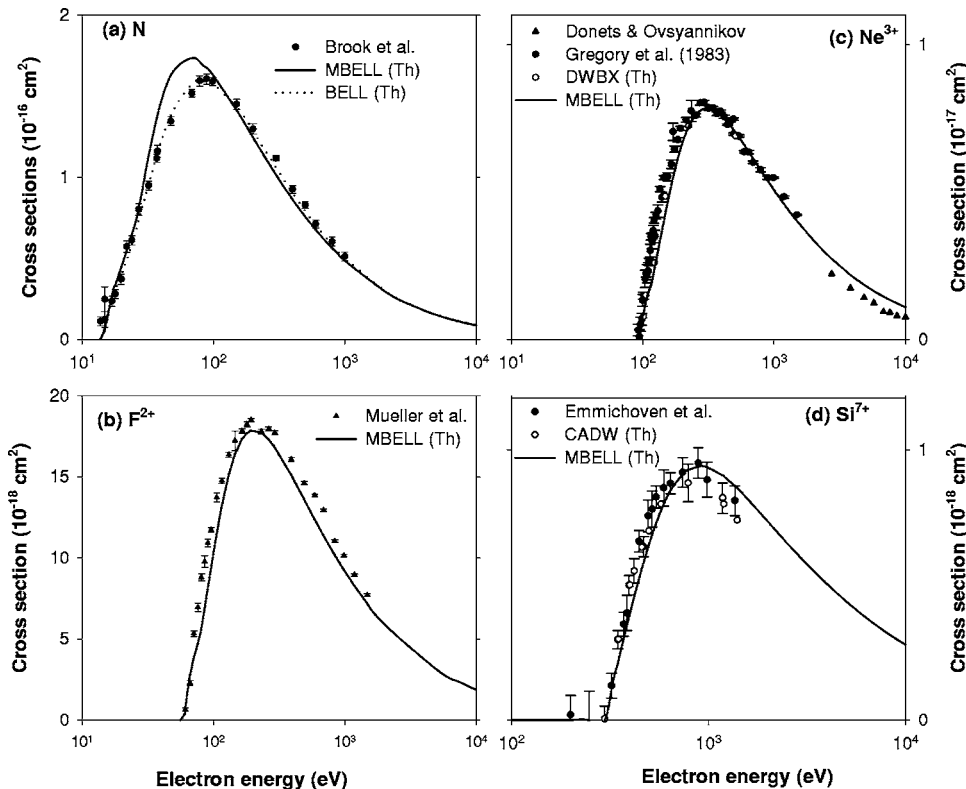 (a) N
Brook et al.
MBELL (Th)
BELL (Th)
Cross sections (10⁻¹⁶ cm²)
2
1
0
10¹ 10² 10³ 10⁴
(c) Ne³⁺
Donets & Ovsyannikov
Gregory et al. (1983)
DWBX (Th)
MBELL (Th)
Cross section (10⁻¹⁷ cm²)
1
0
10¹ 10² 10³ 10⁴
(b) F²⁺
Mueller et al.
MBELL (Th)
Cross section (10⁻¹⁸ cm²)
20
15
10
5
0
10¹ 10² 10³ 10⁴
Electron energy (eV)
(d) Si⁷⁺
Emmichoven et al.
CADW (Th)
MBELL (Th)
Cross section (10⁻¹⁸ cm²)
1
0
10² 10³ 10⁴
Electron energy (eV)